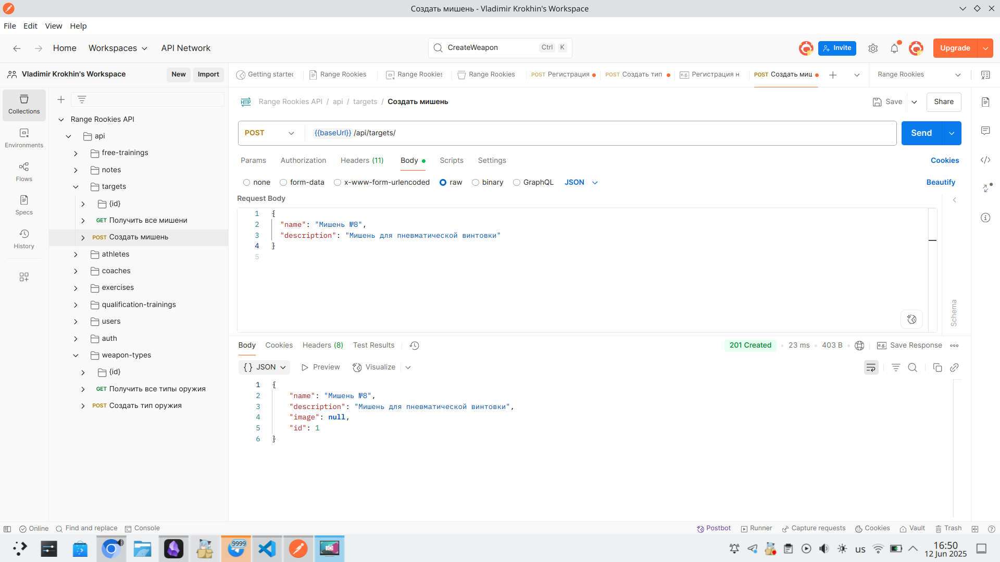 Создать мишень - Vladimir Krokhin's Workspace
File Edit View Help
Home Workspaces API Network
CreateWeapon Ctrl K
Invite
Upgrade
Vladimir Krokhin's Workspace
New Import
Getting started
Range Rookies
Range Rookies
Range Rookies
POST Регистрация
POST Создать тип
e.g. Регистрация н
POST Создать миш
Range Rookies
Collections
Environments
Flows
Specs
History
Range Rookies API
api
free-trainings
notes
targets
{id}
GET Получить все мишени
POST Создать мишень
athletes
coaches
exercises
qualification-trainings
users
auth
weapon-types
{id}
GET Получить все типы оружия
POST Создать тип оружия
HTTP Range Rookies API / api / targets / Создать мишень
Save Share
POST {{baseUrl}} /api/targets/ Send
Params Authorization Headers (11) Body Scripts Settings Cookies
none form-data x-www-form-urlencoded raw binary GraphQL JSON Beautify
Request Body
1 {
2 "name": "Мишень №8",
3 "description": "Мишень для пневматической винтовки"
4 }
5
Schema
Body Cookies Headers (8) Test Results
201 Created 23 ms 403 B e.g. Save Response
{} JSON Preview Visualize
1 {
2 "name": "Мишень №8",
3 "description": "Мишень для пневматической винтовки",
4 "image": null,
5 "id": 1
6 }
Online Find and replace Console
Postbot Runner Capture requests Cookies Vault Trash
9999
us
16:50
12 Jun 2025